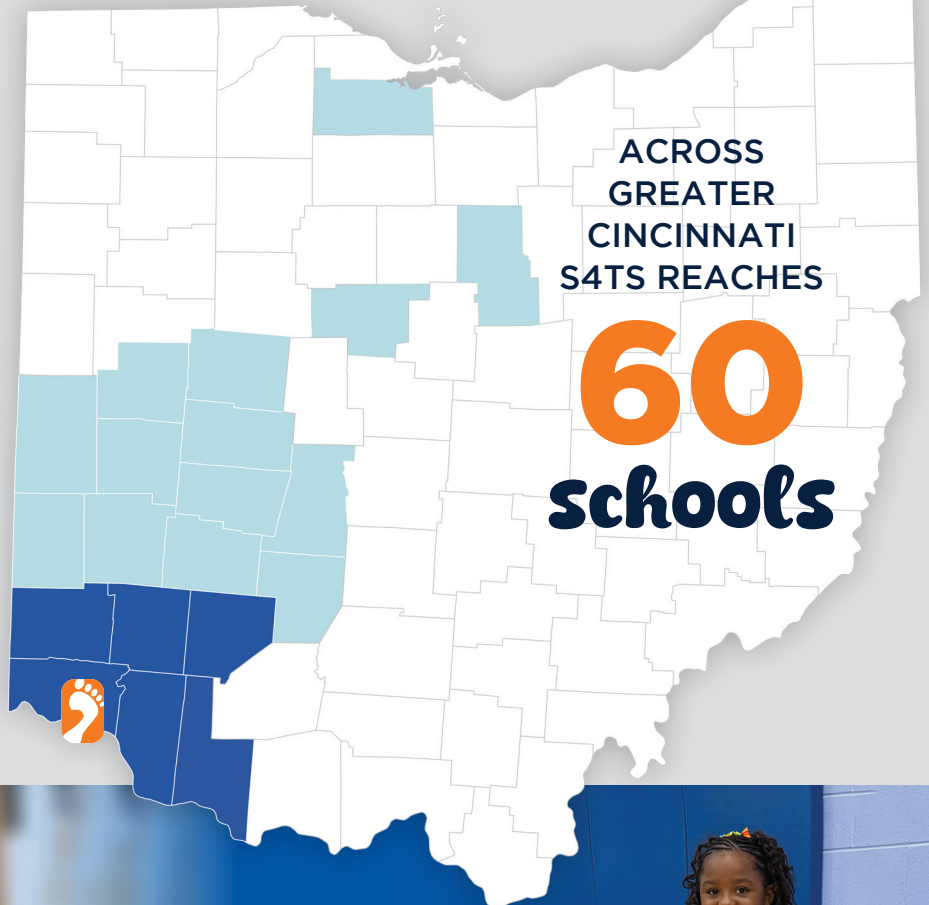 ACROSS
GREATER
CINCINNATI
S4TS REACHES
60
schools